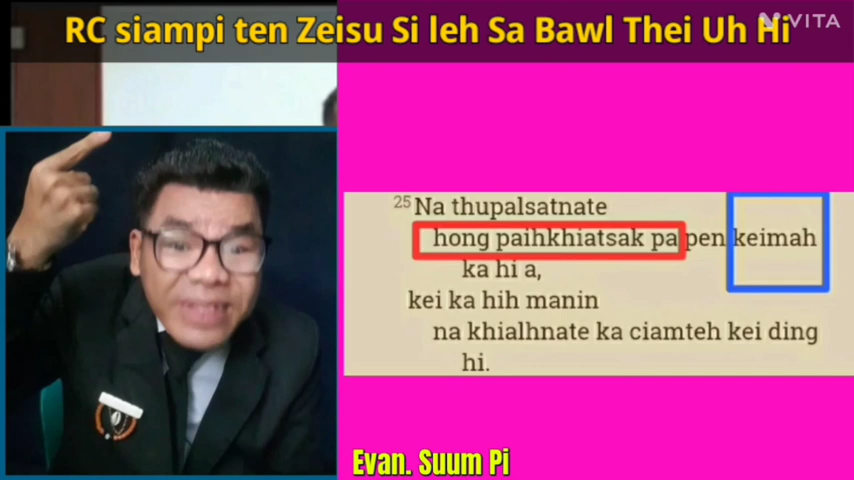 RC siampi ten Zeisu Si leh Sa Bawl Thei Uh Hi
VITA
25 Na thupalsatnate
hong paihkhiatsak pa pen keimah
ka hi a,
kei ka hih manin
na khialhnate ka ciamteh kei ding
hi.
Evan. Suum Pi